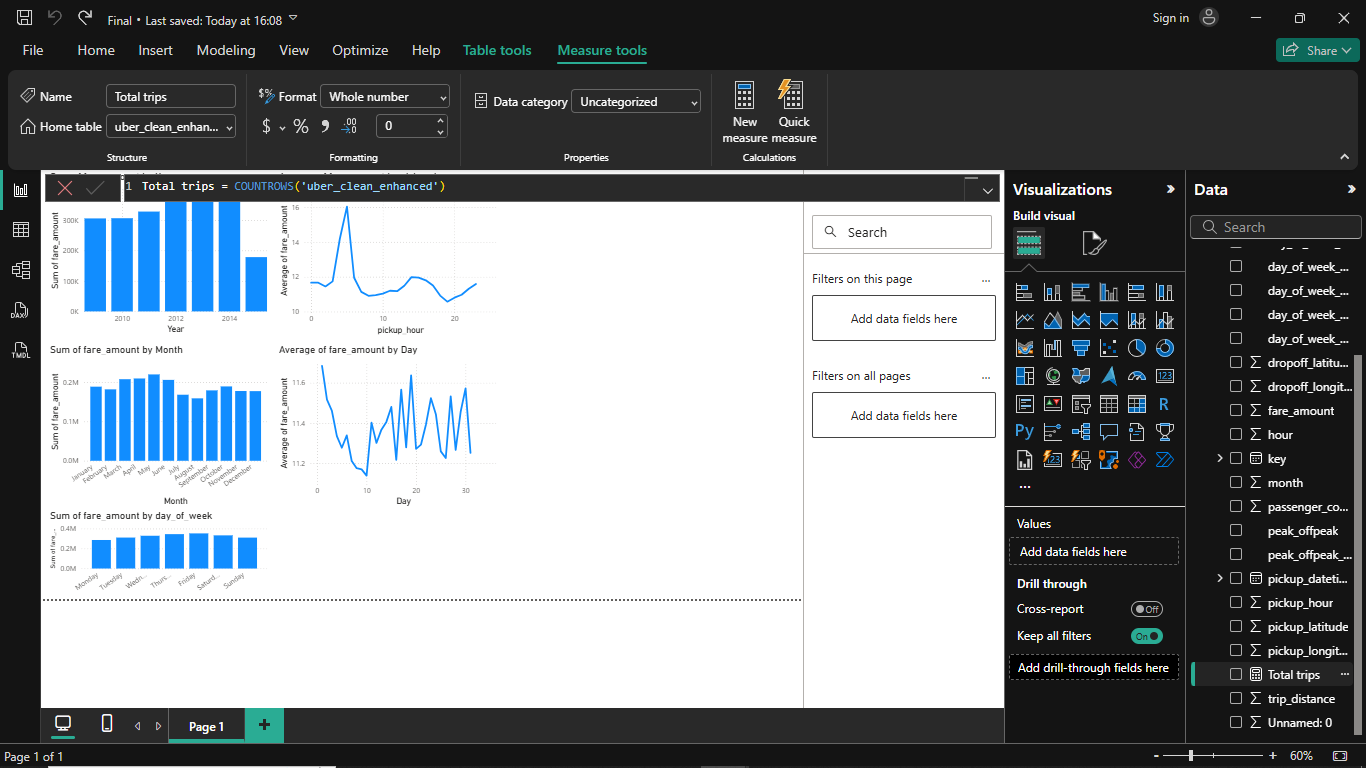 Final • Last saved: Today at 16:08
Sign in
File Home Insert Modeling View Optimize Help Table tools Measure tools
Share
Name Total trips
Home table uber_clean_enhan...
Structure
$% Format Whole number
$ % 9 .00 0
Formatting
Data category Uncategorized
Properties
New measure
Quick measure
Calculations
1 Total trips = COUNTROWS('uber_clean_enhanced')
Sum of fare_amount
300K
200K
100K
0K
2010 2012 2014
Year
Average of fare_amount
16
14
12
10
0 10 20
pickup_hour
Sum of fare_amount by Month
Sum of fare_amount
0.2M
0.1M
0.0M
January February March April May June July August September October November December
Month
Average of fare_amount by Day
Average of fare_amount
11.6
11.4
11.2
0 10 20 30
Day
Sum of fare_amount by day_of_week
Sum of fare_...
0.4M
0.2M
0.0M
Monday Tuesday Wedn... Thurs... Friday Saturd... Sunday
Search
Filters on this page ...
Add data fields here
Filters on all pages ...
Add data fields here
Visualizations
Build visual
123
R
Py
123
...
Values
Add data fields here
Drill through
Cross-report Off
Keep all filters On
Add drill-through fields here
Data
Search
day_of_week_...
day_of_week_...
day_of_week_...
day_of_week_...
dropoff_latitu...
dropoff_longit...
fare_amount
hour
key
month
passenger_co...
peak_offpeak
peak_offpeak_...
pickup_dateti...
pickup_hour
pickup_latitude
pickup_longit...
Total trips ...
trip_distance
Unnamed: 0
DAX
TMDL
Page 1 +
Page 1 of 1
- + 60%